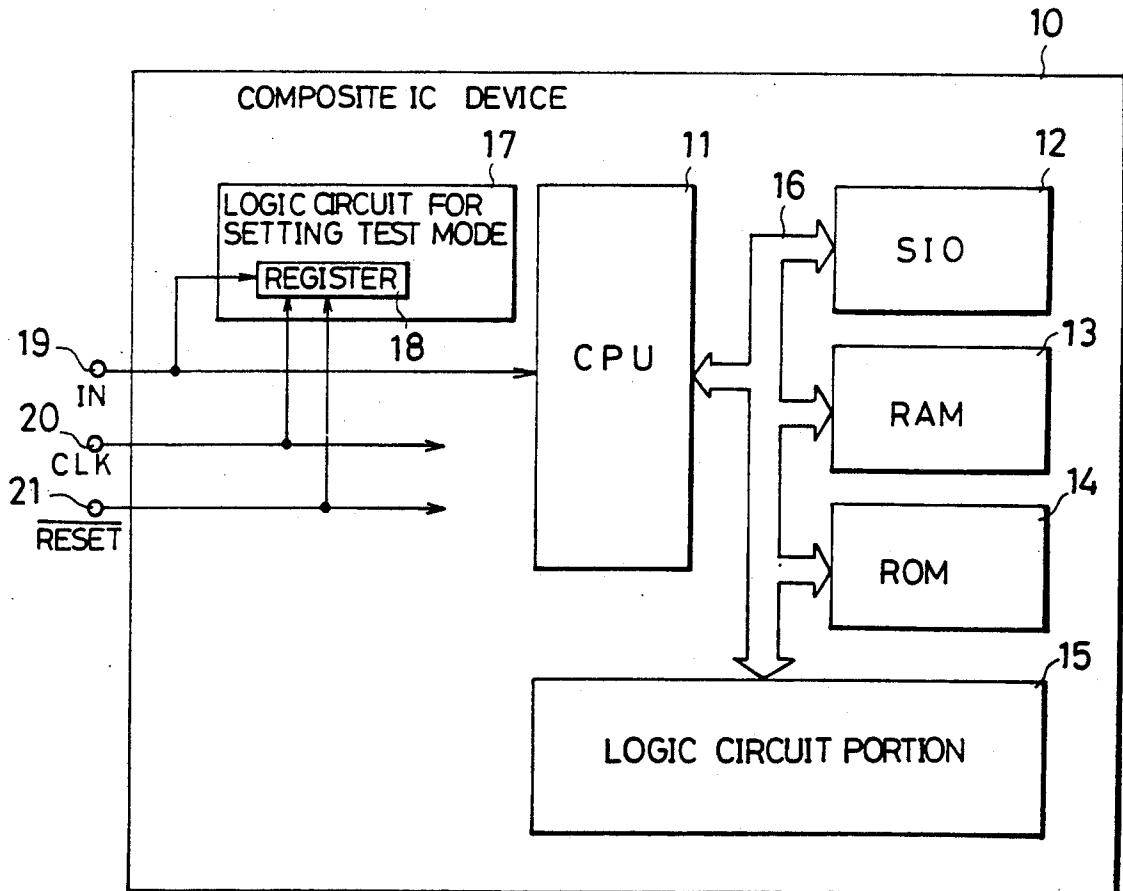 10
COMPOSITE IC DEVICE
17
11
12
LOGIC CIRCUIT FOR
SETTING TEST MODE
REGISTER
18
16
SIO
19
IN
CPU
13
RAM
20
CLK
21
RESET
14
ROM
15
LOGIC CIRCUIT PORTION